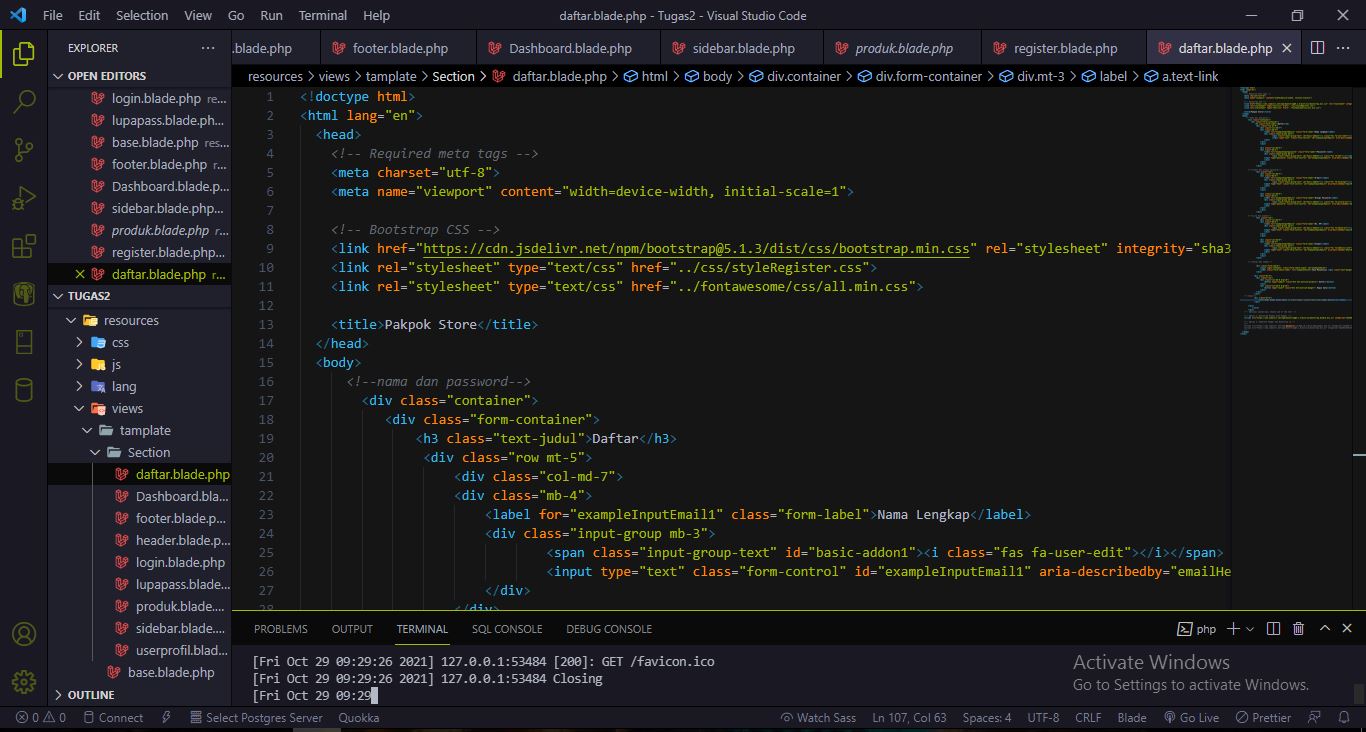 File Edit Selection View Go Run Terminal Help daftar.blade.php - Tugas2 - Visual Studio Code
EXPLORER ···
.blade.php footer.blade.php Dashboard.blade.php sidebar.blade.php produk.blade.php register.blade.php daftar.blade.php
resources > views > tamplate > Section > daftar.blade.php > html > body > div.container > div.form-container > div.mt-3 > label > a.text-link
OPEN EDITORS
login.blade.php re...
lupapass.blade.ph...
base.blade.php res...
footer.blade.php r...
Dashboard.blade.p...
sidebar.blade.php...
produk.blade.php r...
register.blade.php...
daftar.blade.php r...
TUGAS2
resources
css
js
lang
views
tamplate
Section
daftar.blade.php
Dashboard.bla...
footer.blade.p...
header.blade.p...
login.blade.php
lupapass.blade...
produk.blade....
sidebar.blade....
userprofil.blad...
base.blade.php
OUTLINE
1 <!doctype html>
2 <html lang="en">
3 <head>
4 <!-- Required meta tags -->
5 <meta charset="utf-8">
6 <meta name="viewport" content="width=device-width, initial-scale=1">
7
8 <!-- Bootstrap CSS -->
9 <link href="https://cdn.jsdelivr.net/npm/bootstrap@5.1.3/dist/css/bootstrap.min.css" rel="stylesheet" integrity="sha3
10 <link rel="stylesheet" type="text/css" href="../css/styleRegister.css">
11 <link rel="stylesheet" type="text/css" href="../fontawesome/css/all.min.css">
12
13 <title>Pakpok Store</title>
14 </head>
15 <body>
16 <!--nama dan password-->
17 <div class="container">
18 <div class="form-container">
19 <h3 class="text-judul">Daftar</h3>
20 <div class="row mt-5">
21 <div class="col-md-7">
22 <div class="mb-4">
23 <label for="exampleInputEmail1" class="form-label">Nama Lengkap</label>
24 <div class="input-group mb-3">
25 <span class="input-group-text" id="basic-addon1"><i class="fas fa-user-edit"></i></span>
26 <input type="text" class="form-control" id="exampleInputEmail1" aria-describedby="emailHe
27 </div>
28 </div>
PROBLEMS OUTPUT TERMINAL SQL CONSOLE DEBUG CONSOLE php
[Fri Oct 29 09:29:26 2021] 127.0.0.1:53484 [200]: GET /favicon.ico
[Fri Oct 29 09:29:26 2021] 127.0.0.1:53484 Closing
[Fri Oct 29 09:29
Activate Windows
Go to Settings to activate Windows.
0 0 Connect Select Postgres Server Quokka Watch Sass Ln 107, Col 63 Spaces: 4 UTF-8 CRLF Blade Go Live Prettier